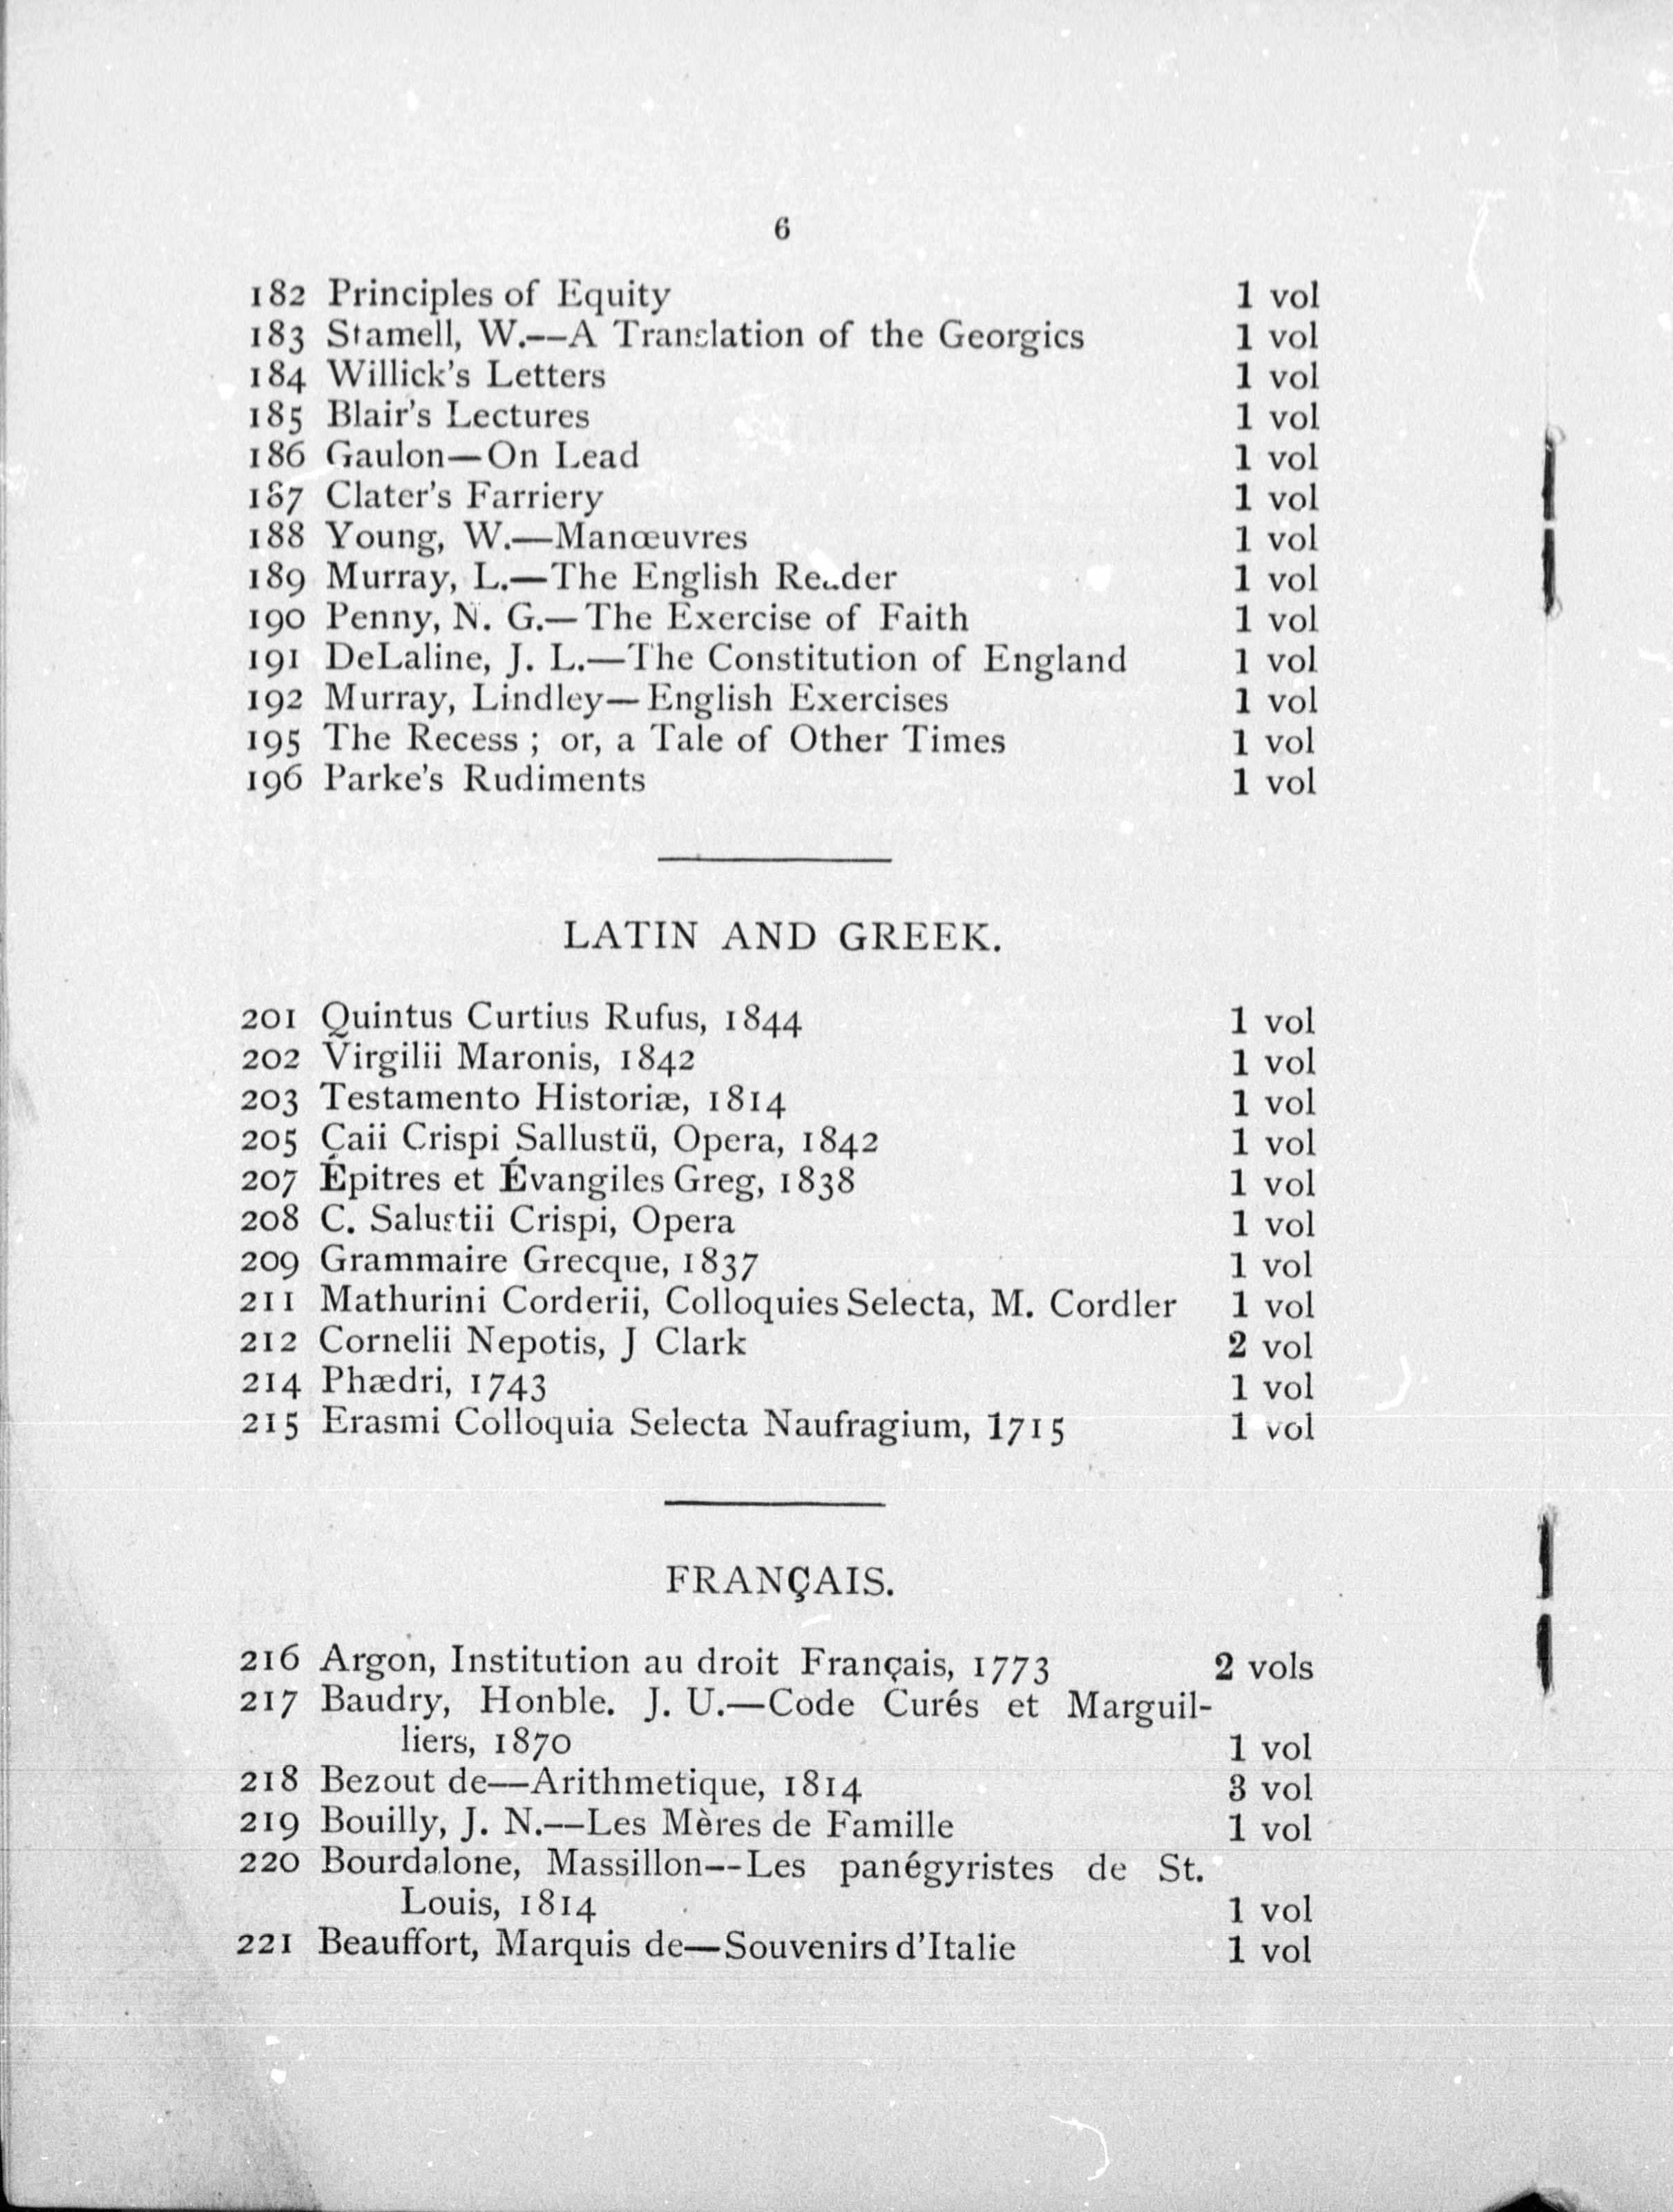 6
182 Principles of Equity 1 vol
183 Stamell, W.—A Translation of the Georgics 1 vol
184 Willick's Letters 1 vol
185 Blair's Lectures 1 vol
186 Gaulon—On Lead 1 vol
187 Clater's Farriery 1 vol
188 Young, W.—Manœuvres 1 vol
189 Murray, L.—The English Reader 1 vol
190 Penny, N. G.—The Exercise of Faith 1 vol
191 DeLaline, J. L.—The Constitution of England 1 vol
192 Murray, Lindley—English Exercises 1 vol
195 The Recess ; or, a Tale of Other Times 1 vol
196 Parke's Rudiments 1 vol
LATIN AND GREEK.
201 Quintus Curtius Rufus, 1844 1 vol
202 Virgilii Maronis, 1842 1 vol
203 Testamento Historiæ, 1814 1 vol
205 Caii Crispi Sallustü, Opera, 1842 1 vol
207 Épitres et Évangiles Greg, 1838 1 vol
208 C. Salustii Crispi, Opera 1 vol
209 Grammaire Grecque, 1837 1 vol
211 Mathurini Corderii, Colloquies Selecta, M. Cordler 1 vol
212 Cornelii Nepotis, J Clark 2 vol
214 Phædri, 1743 1 vol
215 Erasmi Colloquia Selecta Naufragium, 1715 1 vol
FRANÇAIS.
216 Argon, Institution au droit Français, 1773 2 vols
217 Baudry, Honble. J. U.—Code Curés et Marguil-
liers, 1870 1 vol
218 Bezout de—Arithmetique, 1814 3 vol
219 Bouilly, J. N.—Les Mères de Famille 1 vol
220 Bourdalone, Massillon--Les panégyristes de St.
Louis, 1814 1 vol
221 Beauffort, Marquis de—Souvenirs d'Italie 1 vol